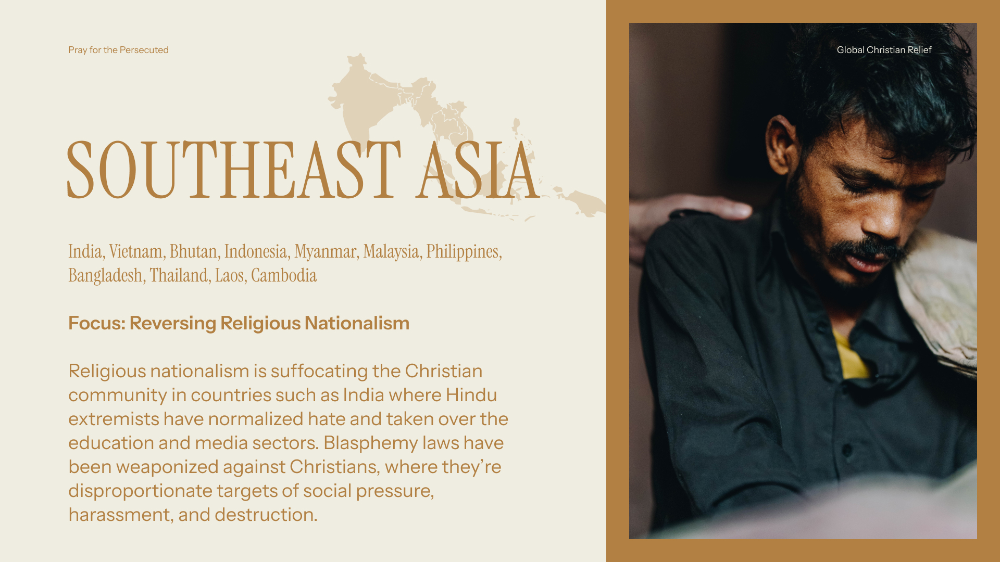 Pray for the Persecuted
Global Christian Relief
SOUTHEAST ASIA
India, Vietnam, Bhutan, Indonesia, Myanmar, Malaysia, Philippines,
Bangladesh, Thailand, Laos, Cambodia
Focus: Reversing Religious Nationalism
Religious nationalism is suffocating the Christian
community in countries such as India where Hindu
extremists have normalized hate and taken over the
education and media sectors. Blasphemy laws have
been weaponized against Christians, where they’re
disproportionate targets of social pressure,
harassment, and destruction.